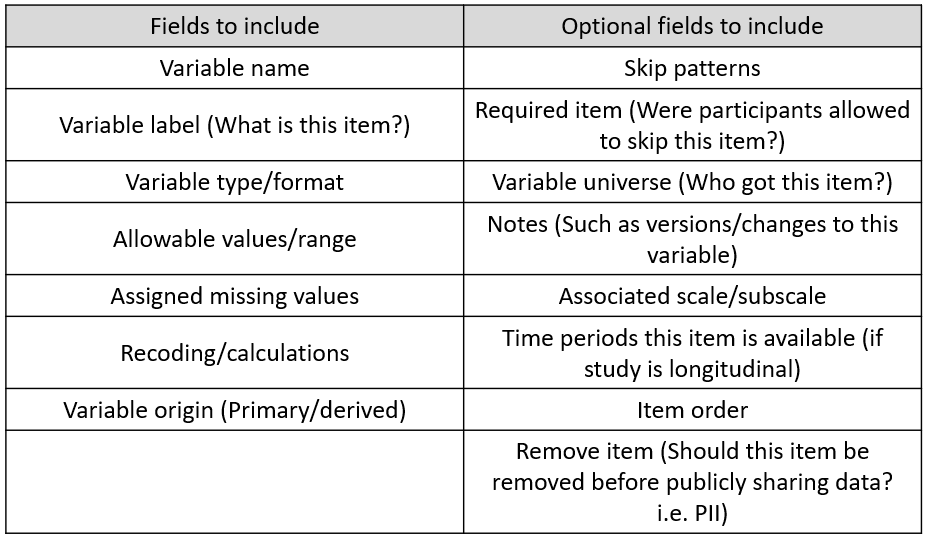 Fields to include
Optional fields to include
Variable name
Skip patterns
Variable label (What is this item?)
Required item (Were participants allowed
to skip this item?)
Variable type/format
Variable universe (Who got this item?)
Allowable values/range
Notes (Such as versions/changes to this
variable)
Assigned missing values
Associated scale/subscale
Recoding/calculations
Time periods this item is available (if
study is longitudinal)
Variable origin (Primary/derived)
Item order
Remove item (Should this item be
removed before publicly sharing data?
i.e. PII)